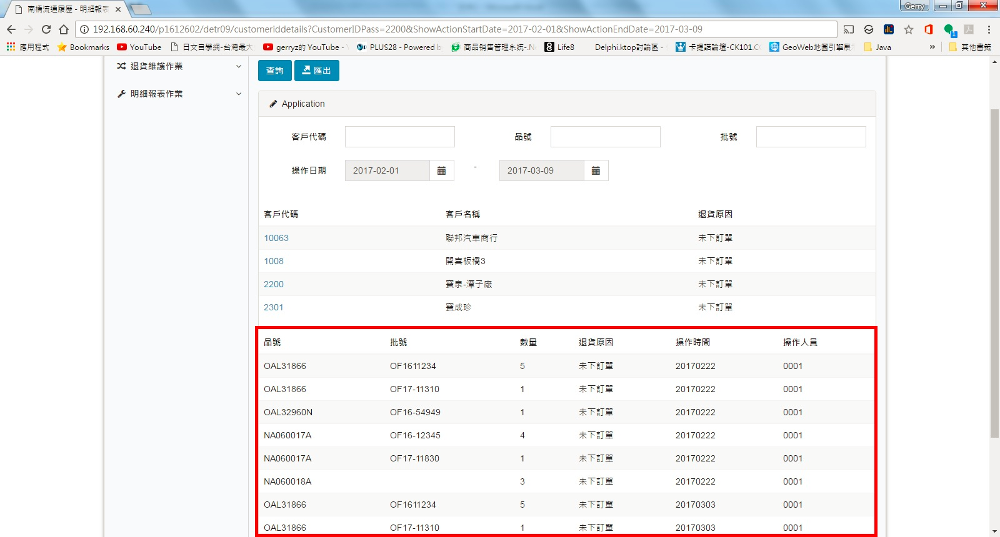 Gerry
南橋流通履歷 - 明細報表
192.168.60.240/p1612602/detr09/customeriddetails?CustomerIDPass=2200&ShowActionStartDate=2017-02-01&ShowActionEndDate=2017-03-09
應用程式 Bookmarks YouTube 日文自學網-台灣最大 gerryz的 YouTube - PLUS28 - Powered b 商品銷售管理系統-.N Life8 Delphi.ktop討論區 - 卡提諾論壇-CK101.C GeoWeb地圖引擎展示 Java » 其他書籤
退貨維護作業
明細報表作業
查詢 匯出
Application
客戶代碼 品號 批號
操作日期 2017-02-01 - 2017-03-09
客戶代碼 客戶名稱 退貨原因
10063 聯邦汽車商行 未下訂單
1008 開喜板橋3 未下訂單
2200 寶泉-潭子廠 未下訂單
2301 寶成珍 未下訂單
品號 批號 數量 退貨原因 操作時間 操作人員
OAL31866 OF1611234 5 未下訂單 20170222 0001
OAL31866 OF17-11310 1 未下訂單 20170222 0001
OAL32960N OF16-54949 1 未下訂單 20170222 0001
NA060017A OF16-12345 4 未下訂單 20170222 0001
NA060017A OF17-11830 1 未下訂單 20170222 0001
NA060018A 3 未下訂單 20170222 0001
OAL31866 OF1611234 5 未下訂單 20170303 0001
OAL31866 OF17-11310 1 未下訂單 20170303 0001